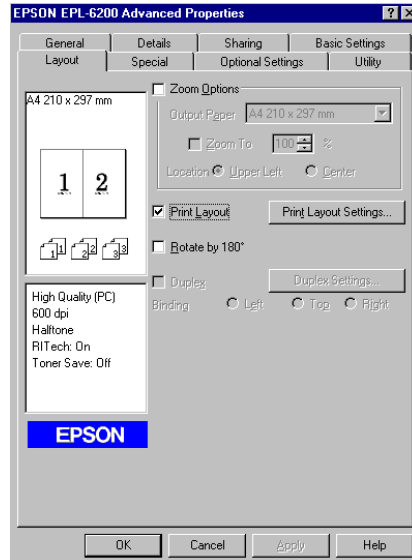 EPSON EPL-6200 Advanced Properties
General Details Sharing Basic Settings
Layout Special Optional Settings Utility
A4 210 x 297 mm
1 2
1 1 2 2 3 3
High Quality (PC)
600 dpi
Halftone
RITech: On
Toner Save: Off
EPSON
Zoom Options
Output Paper A4 210 x 297 mm
Zoom To 100 %
Location Upper Left Center
Print Layout Print Layout Settings...
Rotate by 180°
Duplex Duplex Settings...
Binding Left Top Right
OK Cancel Apply Help